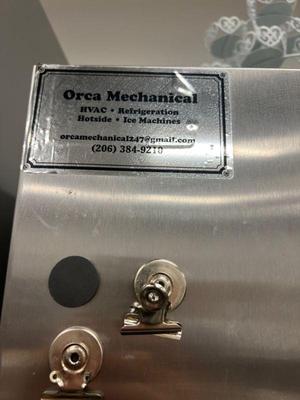 Orca Mechanical
HVAC • Refrigeration
Hotside • Ice Machines
orcamechanical247@gmail.com
(206) 384-9210